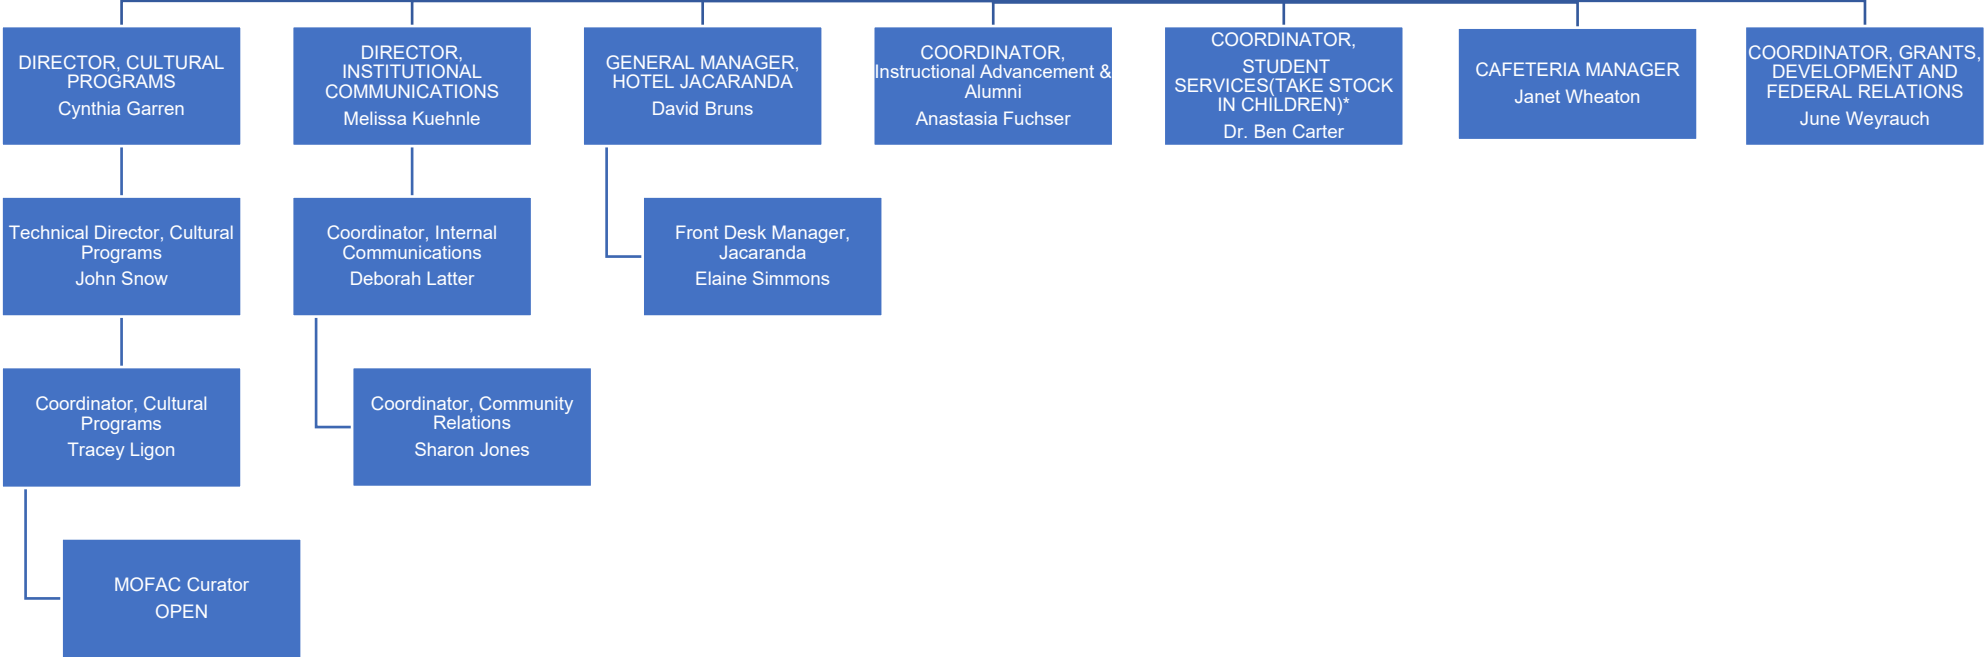 DIRECTOR, CULTURAL
PROGRAMS
Cynthia Garren
DIRECTOR,
INSTITUTIONAL
COMMUNICATIONS
Melissa Kuehnle
GENERAL MANAGER,
HOTEL JACARANDA
David Bruns
COORDINATOR,
Instructional Advancement &
Alumni
Anastasia Fuchser
COORDINATOR,
STUDENT
SERVICES(TAKE STOCK
IN CHILDREN)*
Dr. Ben Carter
CAFETERIA MANAGER
Janet Wheaton
COORDINATOR, GRANTS,
DEVELOPMENT AND
FEDERAL RELATIONS
June Weyrauch
Technical Director, Cultural
Programs
John Snow
Coordinator, Internal
Communications
Deborah Latter
Front Desk Manager,
Jacaranda
Elaine Simmons
Coordinator, Cultural
Programs
Tracey Ligon
Coordinator, Community
Relations
Sharon Jones
MOFAC Curator
OPEN